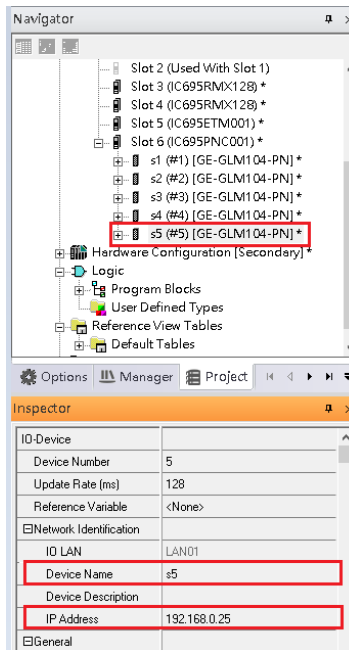 Navigator
Slot 2 (Used With Slot 1)
Slot 3 (IC695RMX128) *
Slot 4 (IC695RMX128) *
Slot 5 (IC695ETM001) *
Slot 6 (IC695PNC001) *
s1 (#1) [GE-GLM104-PN] *
s2 (#2) [GE-GLM104-PN] *
s3 (#3) [GE-GLM104-PN] *
s4 (#4) [GE-GLM104-PN] *
s5 (#5) [GE-GLM104-PN] *
Hardware Configuration [Secondary] *
Logic
Program Blocks
User Defined Types
Reference View Tables
Default Tables
Options Manager Project
Inspector
IO-Device
Device Number 5
Update Rate (ms) 128
Reference Variable <None>
Network Identification
IO LAN LAN01
Device Name s5
Device Description
IP Address 192.168.0.25
General